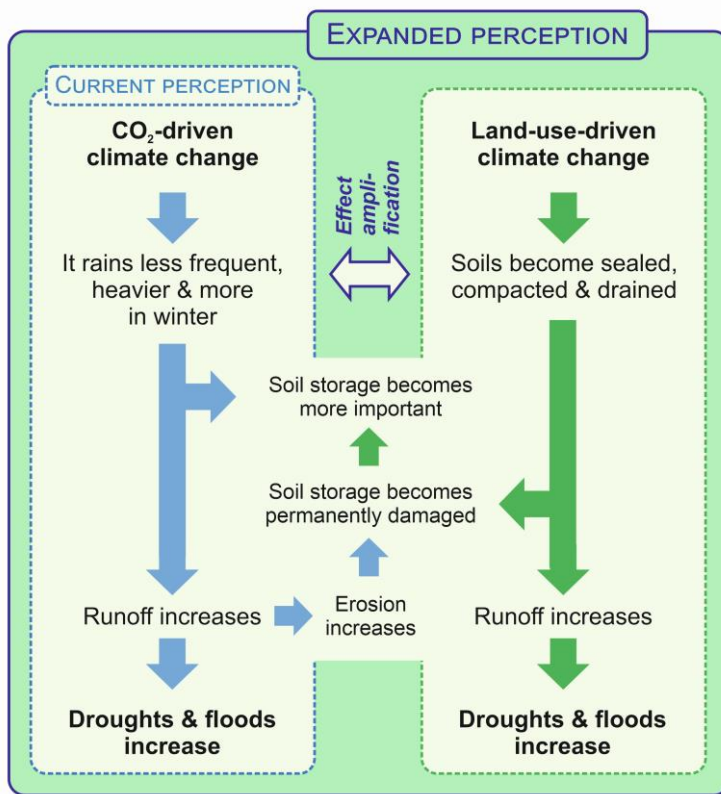 EXPANDED PERCEPTION
CURRENT PERCEPTION
CO₂-driven
climate change
It rains less frequent,
heavier & more
in winter
Runoff increases
Droughts & floods
increase
Effect
ampli-
fication
Soil storage becomes
more important
Soil storage becomes
permanently damaged
Erosion
increases
Land-use-driven
climate change
Soils become sealed,
compacted & drained
Runoff increases
Droughts & floods
increase